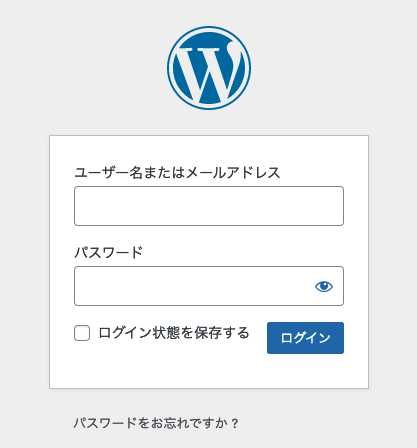 ユーザー名またはメールアドレス
パスワード
ログイン状態を保存する
ログイン
パスワードをお忘れですか ?